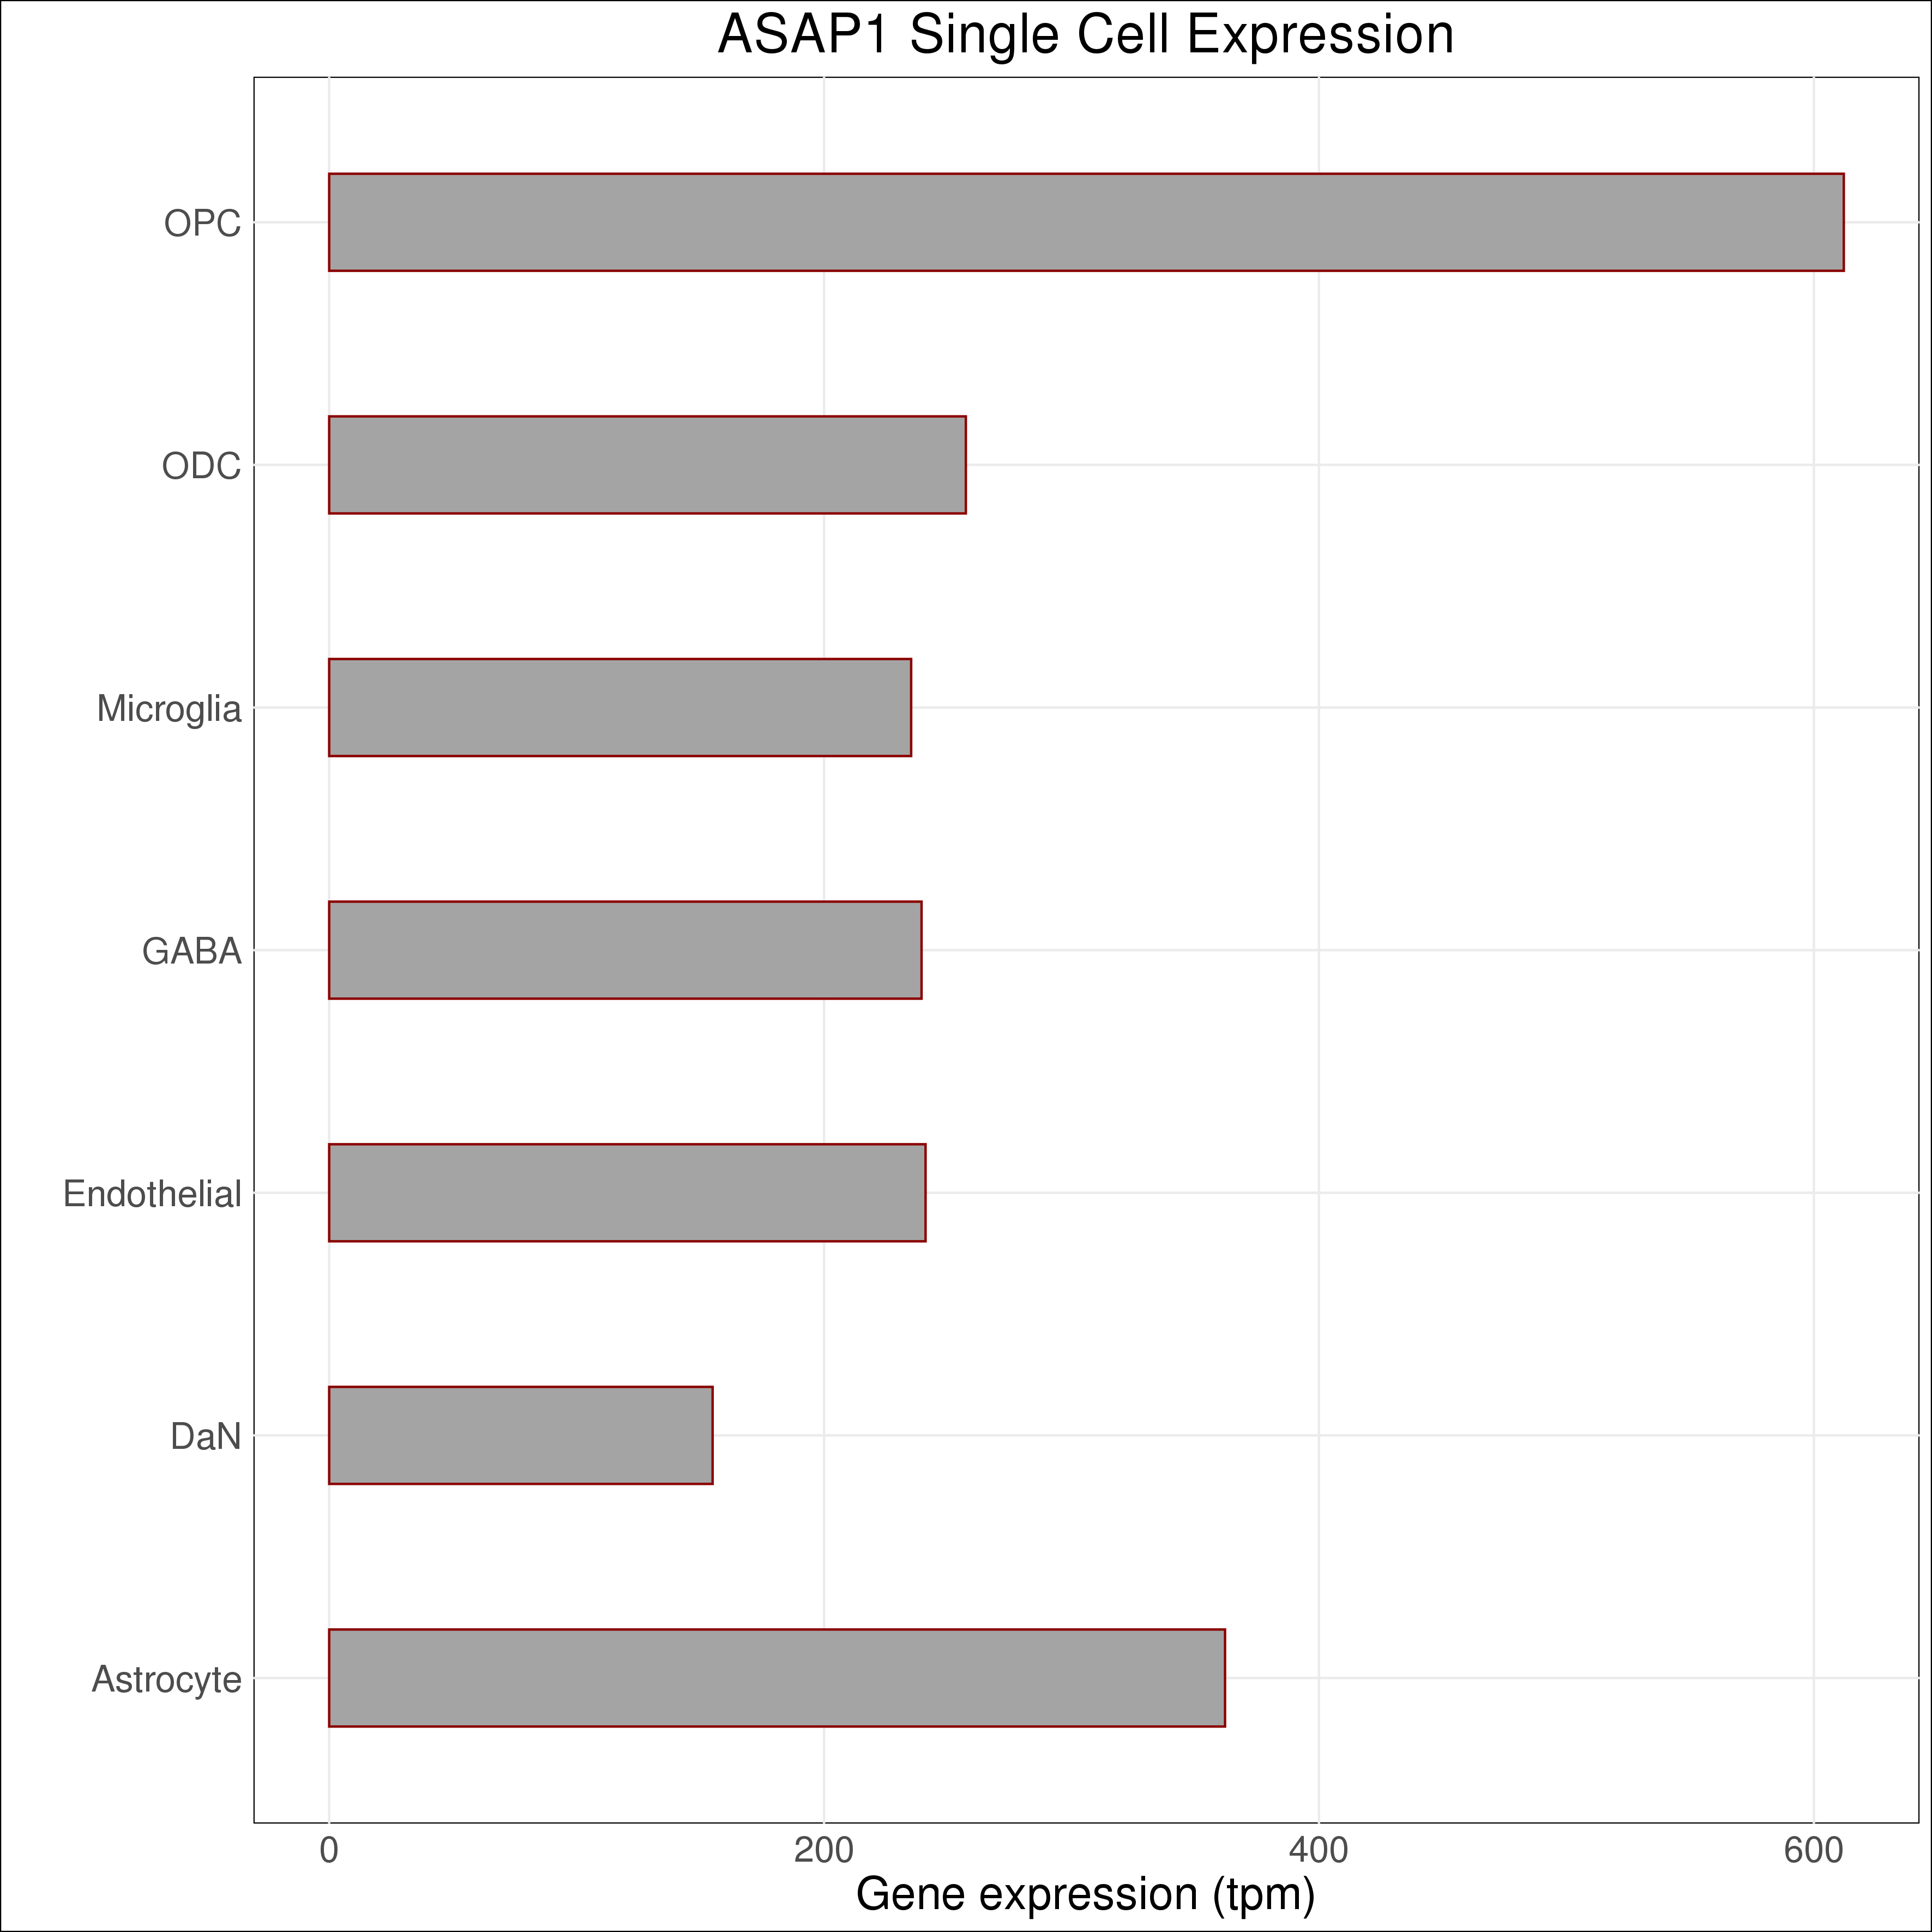 ASAP1 Single Cell Expression
OPC
ODC
Microglia
GABA
Endothelial
DaN
Astrocyte
0 200 400 600
Gene expression (tpm)